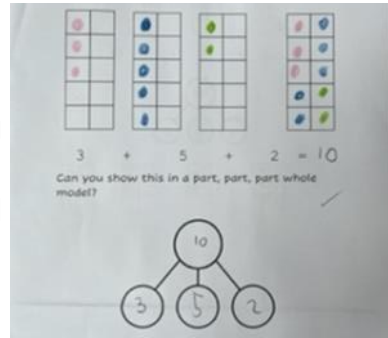 3 + 5 + 2 = 10
Can you show this in a part, part, part whole
model?
10
3 5 2